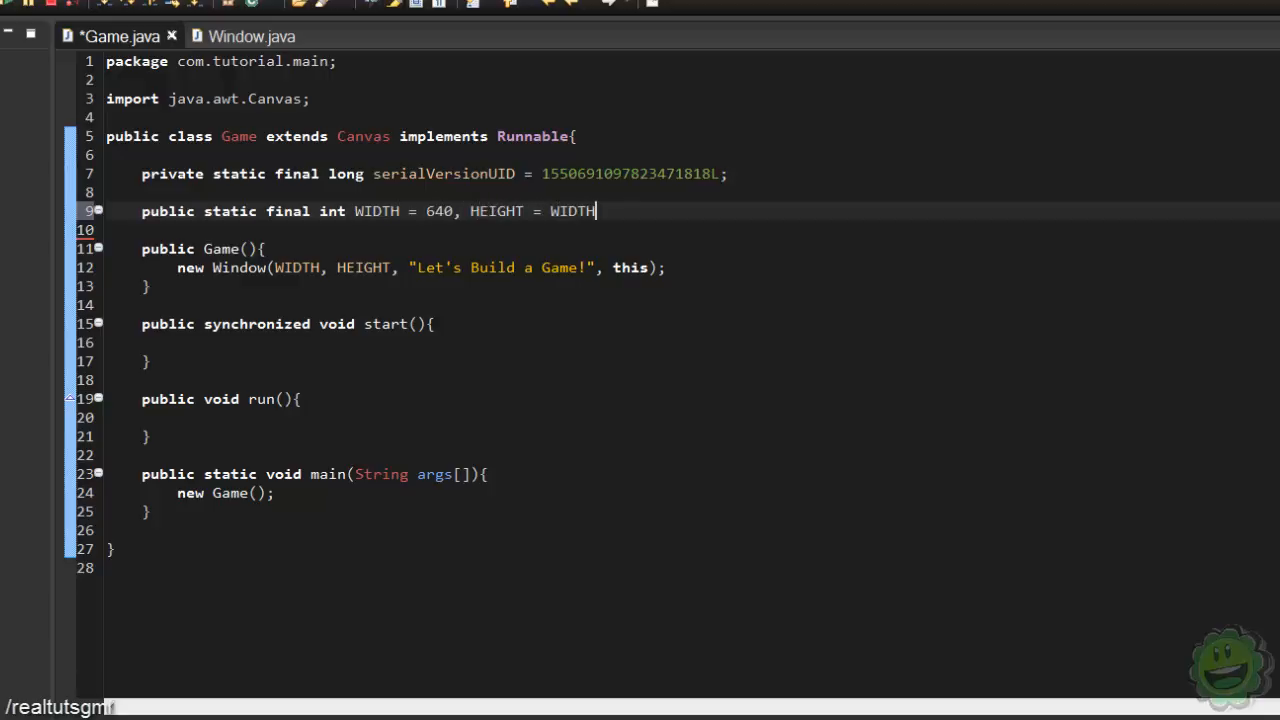 *Game.java Window.java
1 package com.tutorial.main;
2
3 import java.awt.Canvas;
4
5 public class Game extends Canvas implements Runnable{
6
7 private static final long serialVersionUID = 1550691097823471818L;
8
9 public static final int WIDTH = 640, HEIGHT = WIDTH
10
11 public Game(){
12 new Window(WIDTH, HEIGHT, "Let's Build a Game!", this);
13 }
14
15 public synchronized void start(){
16
17 }
18
19 public void run(){
20
21 }
22
23 public static void main(String args[]){
24 new Game();
25 }
26
27 }
28
/realtutsgmr